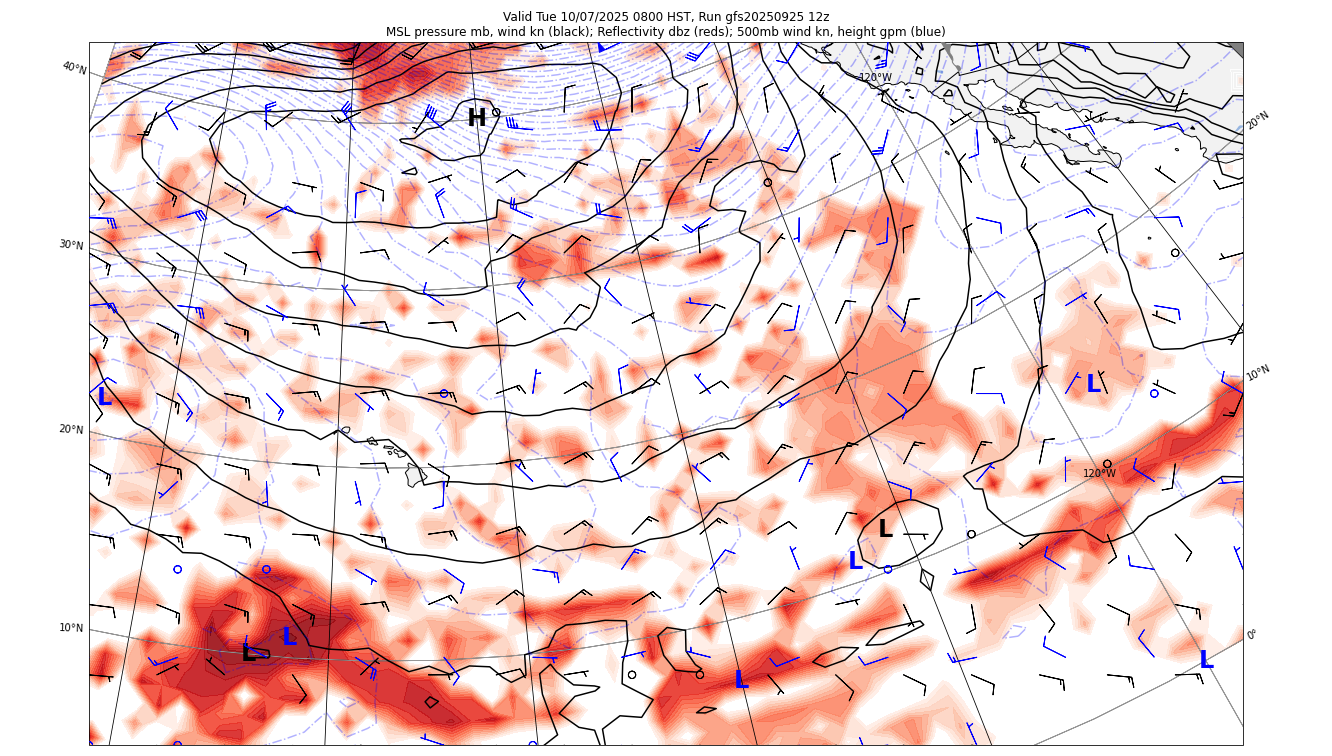 Valid Tue 10/07/2025 0800 HST, Run gfs20250925 12z
MSL pressure mb, wind kn (black); Reflectivity dbz (reds); 500mb wind kn, height gpm (blue)
40°N
120°W
20°N
H
30°N
10°N
L
L
20°N
120°W
L
L
10°N
L
L
0°
L
L